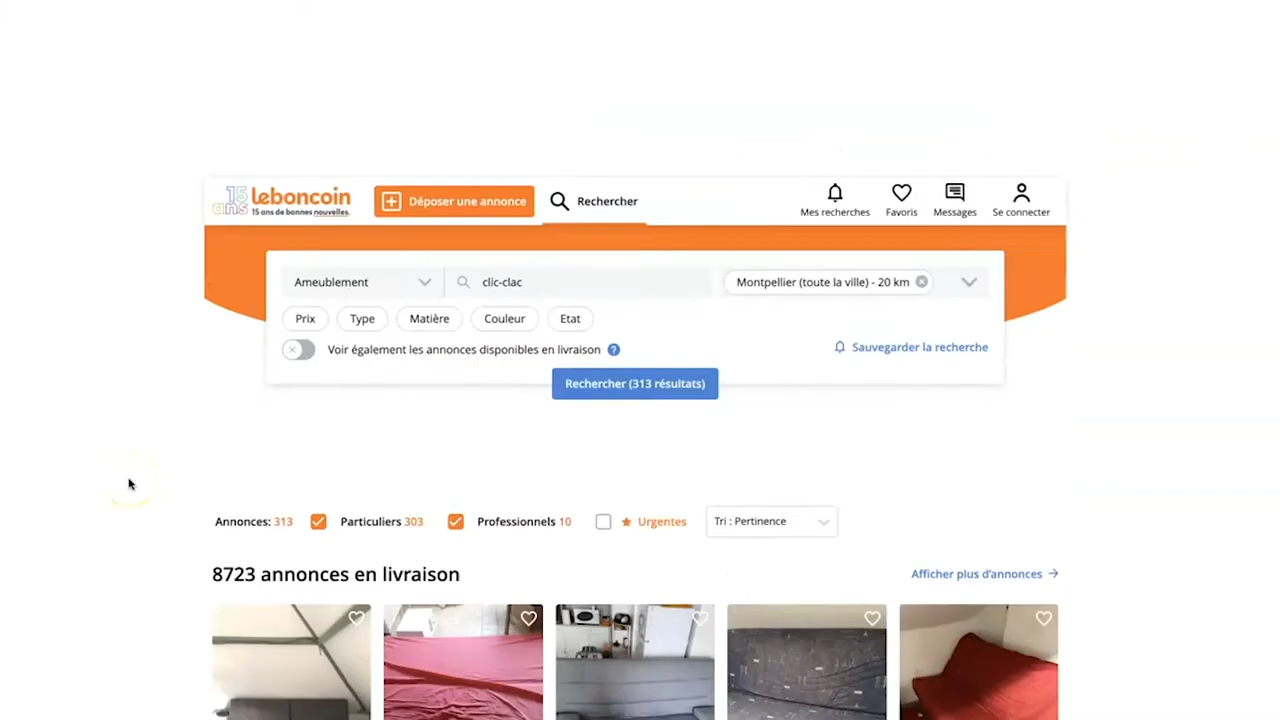 15 ans leboncoin
15 ans de bonnes nouvelles.
Déposer une annonce
Rechercher
Mes recherches
Favoris
Messages
Se connecter
Ameublement
clic-clac
Montpellier (toute la ville) - 20 km
Prix
Type
Matière
Couleur
Etat
Voir également les annonces disponibles en livraison ?
Sauvegarder la recherche
Rechercher (313 résultats)
Annonces: 313
Particuliers 303
Professionnels 10
Urgentes
Tri : Pertinence
8723 annonces en livraison
Afficher plus d'annonces